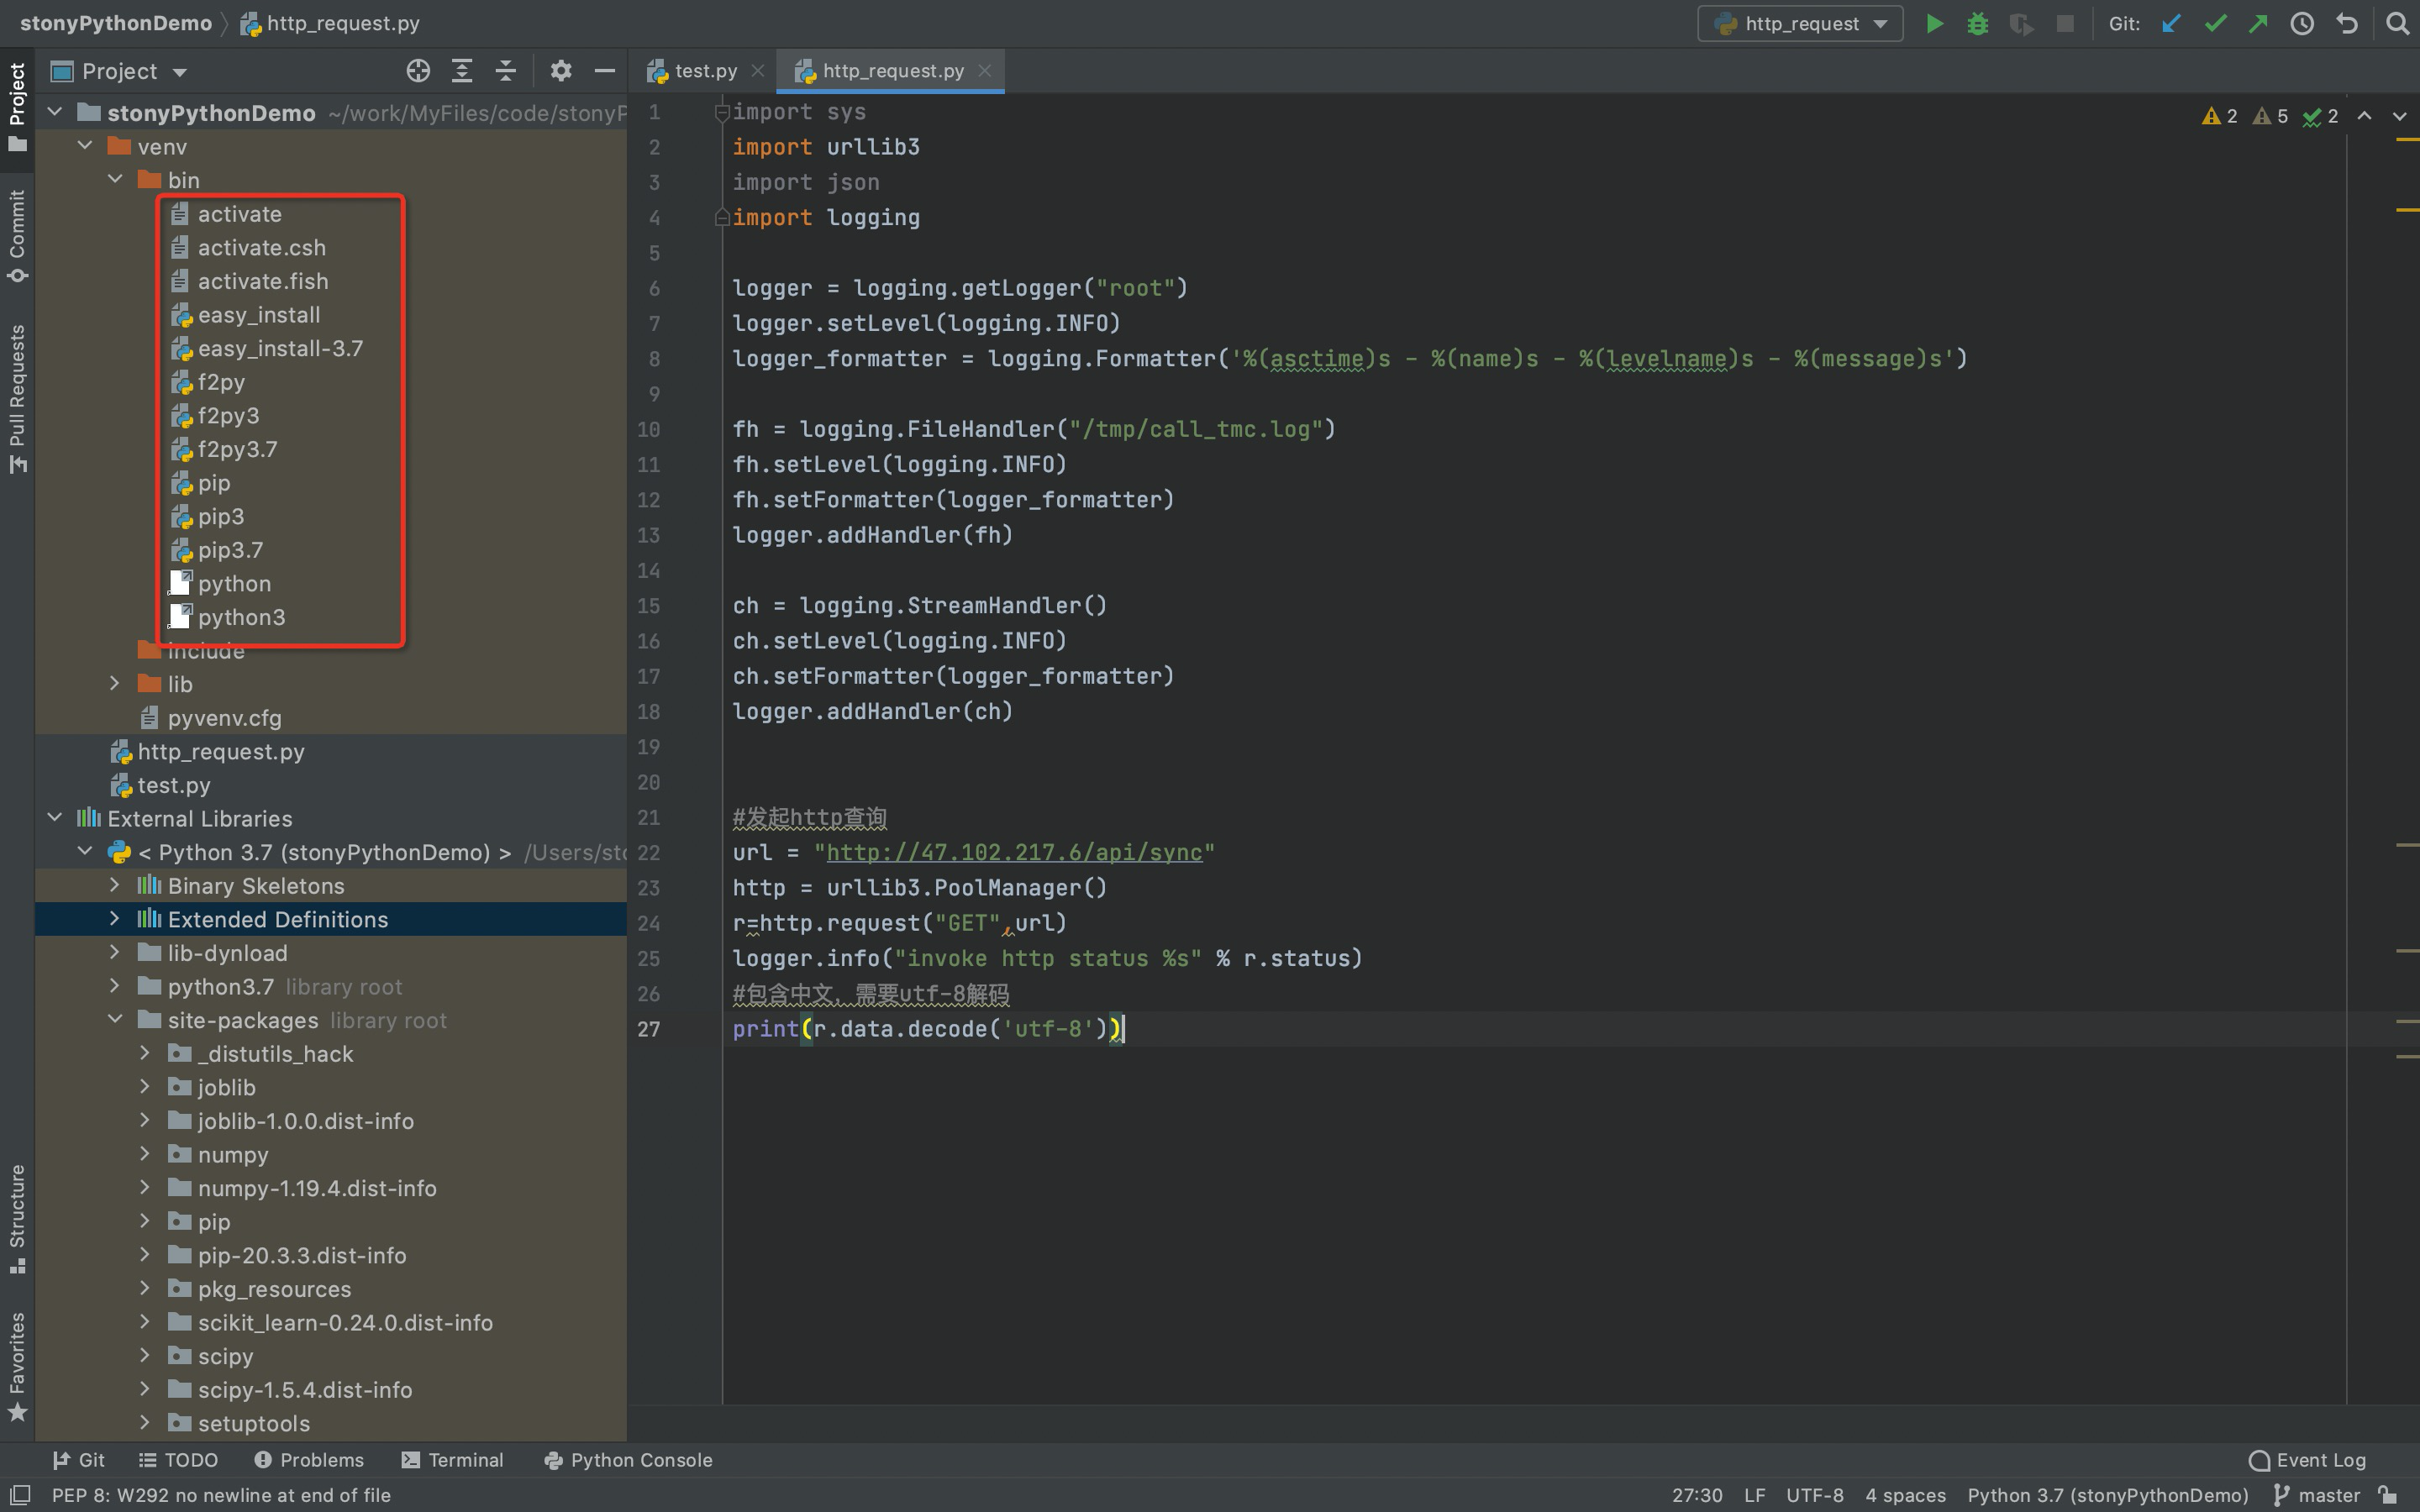 stonyPythonDemo
http_request.py
http_request
Git:
Project
test.py
http_request.py
Project
Commit
Pull Requests
Structure
Favorites
stonyPythonDemo ~/work/MyFiles/code/stonyP
venv
bin
activate
activate.csh
activate.fish
easy_install
easy_install-3.7
f2py
f2py3
f2py3.7
pip
pip3
pip3.7
python
python3
include
lib
pyvenv.cfg
http_request.py
test.py
External Libraries
< Python 3.7 (stonyPythonDemo) > /Users/sto
Binary Skeletons
Extended Definitions
lib-dynload
python3.7 library root
site-packages library root
_distutils_hack
joblib
joblib-1.0.0.dist-info
numpy
numpy-1.19.4.dist-info
pip
pip-20.3.3.dist-info
pkg_resources
scikit_learn-0.24.0.dist-info
scipy
scipy-1.5.4.dist-info
setuptools
2 5 2
1 import sys
2 import urllib3
3 import json
4 import logging
5
6 logger = logging.getLogger("root")
7 logger.setLevel(logging.INFO)
8 logger_formatter = logging.Formatter('%(asctime)s - %(name)s - %(levelname)s - %(message)s')
9
10 fh = logging.FileHandler("/tmp/call_tmc.log")
11 fh.setLevel(logging.INFO)
12 fh.setFormatter(logger_formatter)
13 logger.addHandler(fh)
14
15 ch = logging.StreamHandler()
16 ch.setLevel(logging.INFO)
17 ch.setFormatter(logger_formatter)
18 logger.addHandler(ch)
19
20
21 #发起http查询
22 url = "http://47.102.217.6/api/sync"
23 http = urllib3.PoolManager()
24 r=http.request("GET",url)
25 logger.info("invoke http status %s" % r.status)
26 #包含中文，需要utf-8解码
27 print(r.data.decode('utf-8'))
Git
TODO
Problems
Terminal
Python Console
Event Log
PEP 8: W292 no newline at end of file
27:30 LF UTF-8 4 spaces Python 3.7 (stonyPythonDemo) master